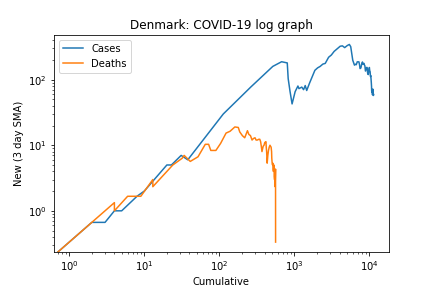 Denmark: COVID-19 log graph
Cases
Deaths
10²
10¹
10⁰
New (3 day SMA)
10⁰ 10¹ 10² 10³ 10⁴
Cumulative